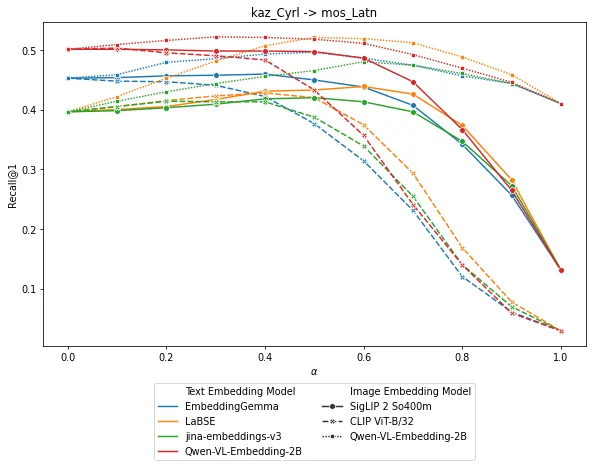 kaz_Cyrl -> mos_Latn
Recall@1
0.5
0.4
0.3
0.2
0.1
0.0 0.2 0.4 0.6 0.8 1.0
α
Text Embedding Model
EmbeddingGemma
LaBSE
jina-embeddings-v3
Qwen-VL-Embedding-2B
Image Embedding Model
SigLIP 2 So400m
CLIP ViT-B/32
Qwen-VL-Embedding-2B